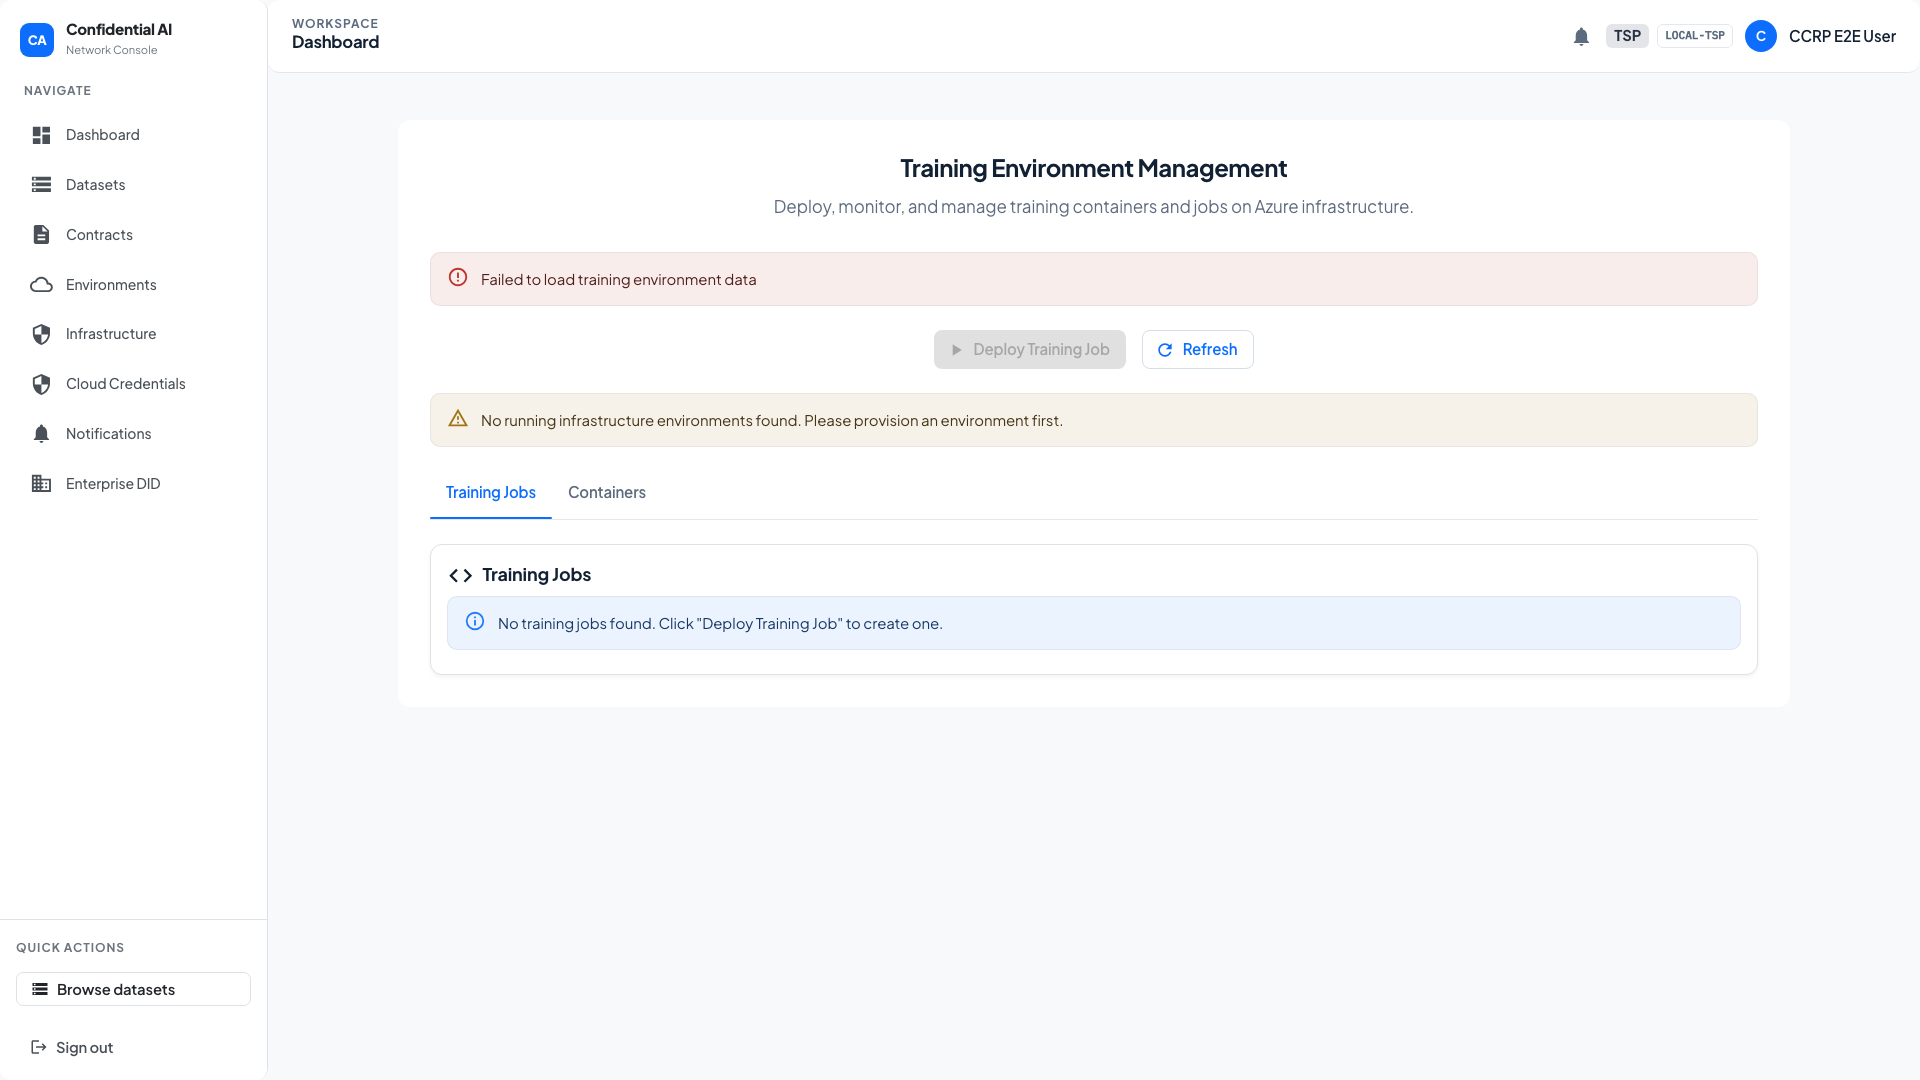 CA
Confidential AI
Network Console
NAVIGATE
Dashboard
Datasets
Contracts
Environments
Infrastructure
Cloud Credentials
Notifications
Enterprise DID
QUICK ACTIONS
Browse datasets
Sign out
WORKSPACE
Dashboard
TSP
LOCAL-TSP
C
CCRP E2E User
Training Environment Management
Deploy, monitor, and manage training containers and jobs on Azure infrastructure.
Failed to load training environment data
Deploy Training Job
Refresh
No running infrastructure environments found. Please provision an environment first.
Training Jobs
Containers
Training Jobs
No training jobs found. Click "Deploy Training Job" to create one.